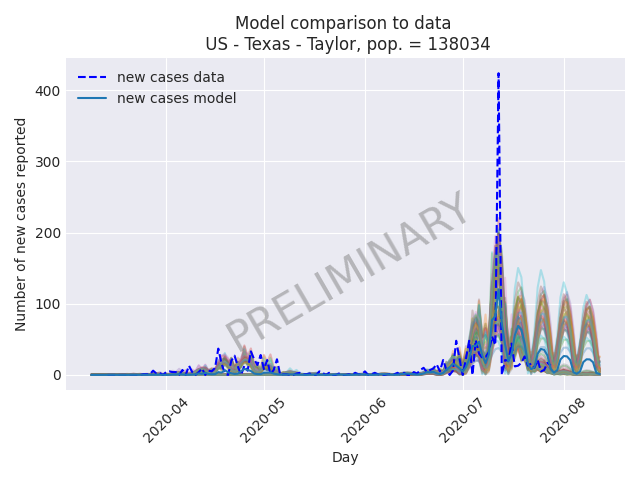 Model comparison to data
US - Texas - Taylor, pop. = 138034
new cases data
new cases model
400
300
200
100
0
Number of new cases reported
PRELIMINARY
2020-04
2020-05
2020-06
2020-07
2020-08
Day